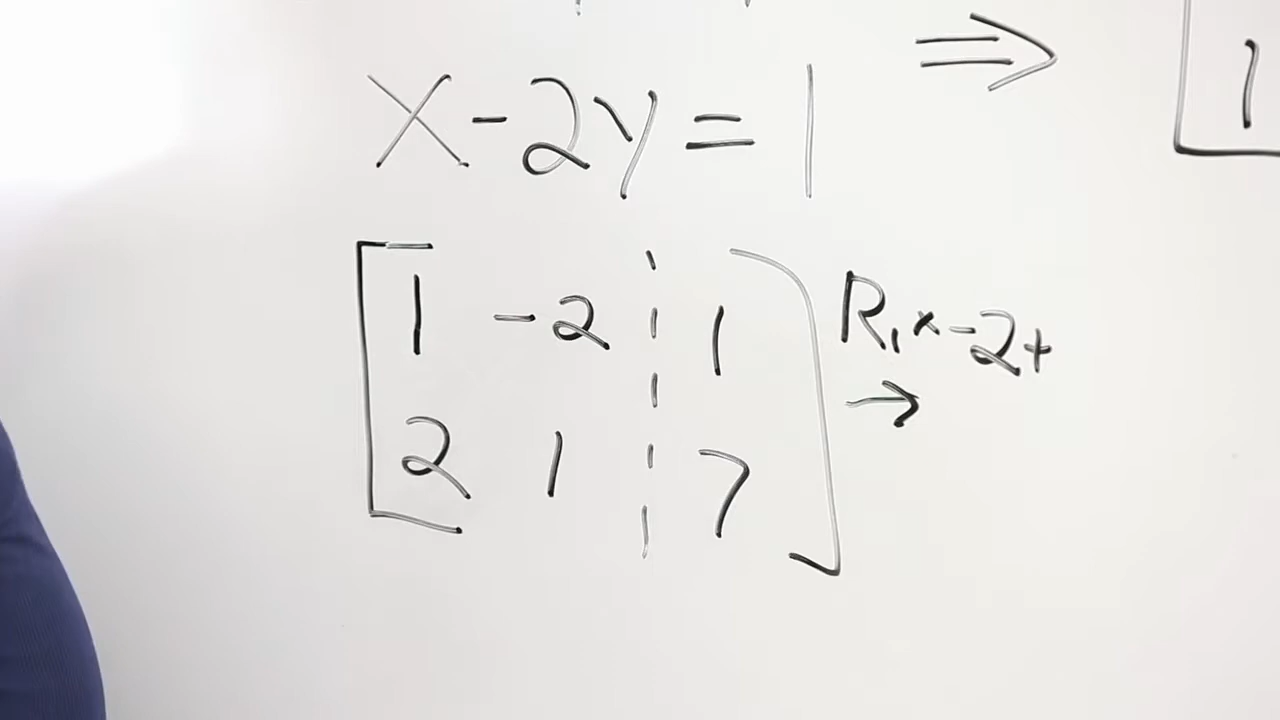 x - 2y = 1 ⇒ [ 1
[ 1 -2 ¦ 1 ] R₁ x -2 +
[ 2 1 ¦ 7 ] →